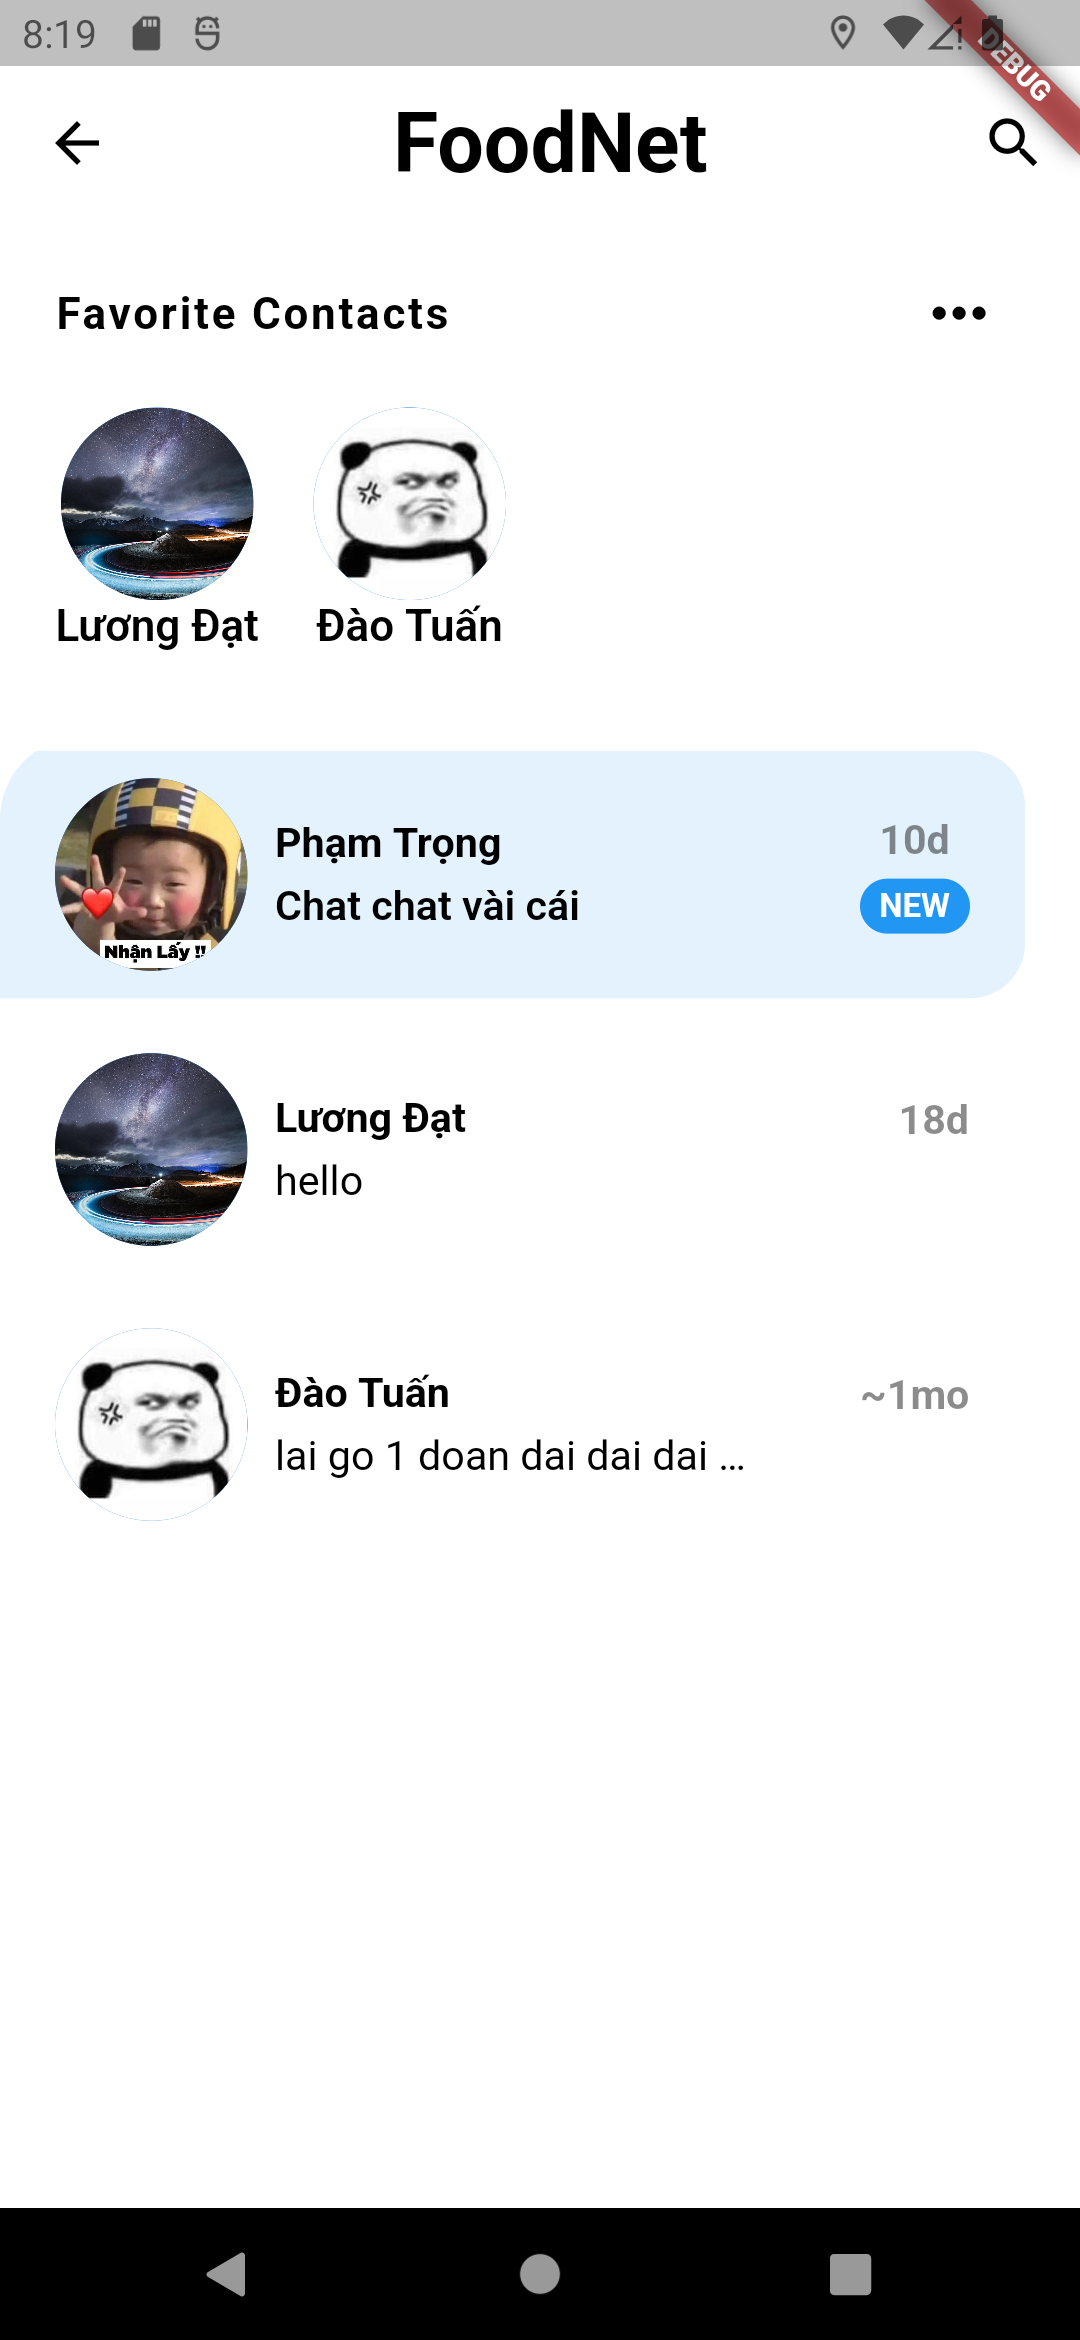 8:19
DEBUG
FoodNet
Favorite Contacts
Lương Đạt
Đào Tuấn
Phạm Trọng
10d
Chat chat vài cái
NEW
Nhận Lấy !!
Lương Đạt
18d
hello
Đào Tuấn
~1mo
lai go 1 doan dai dai dai ...